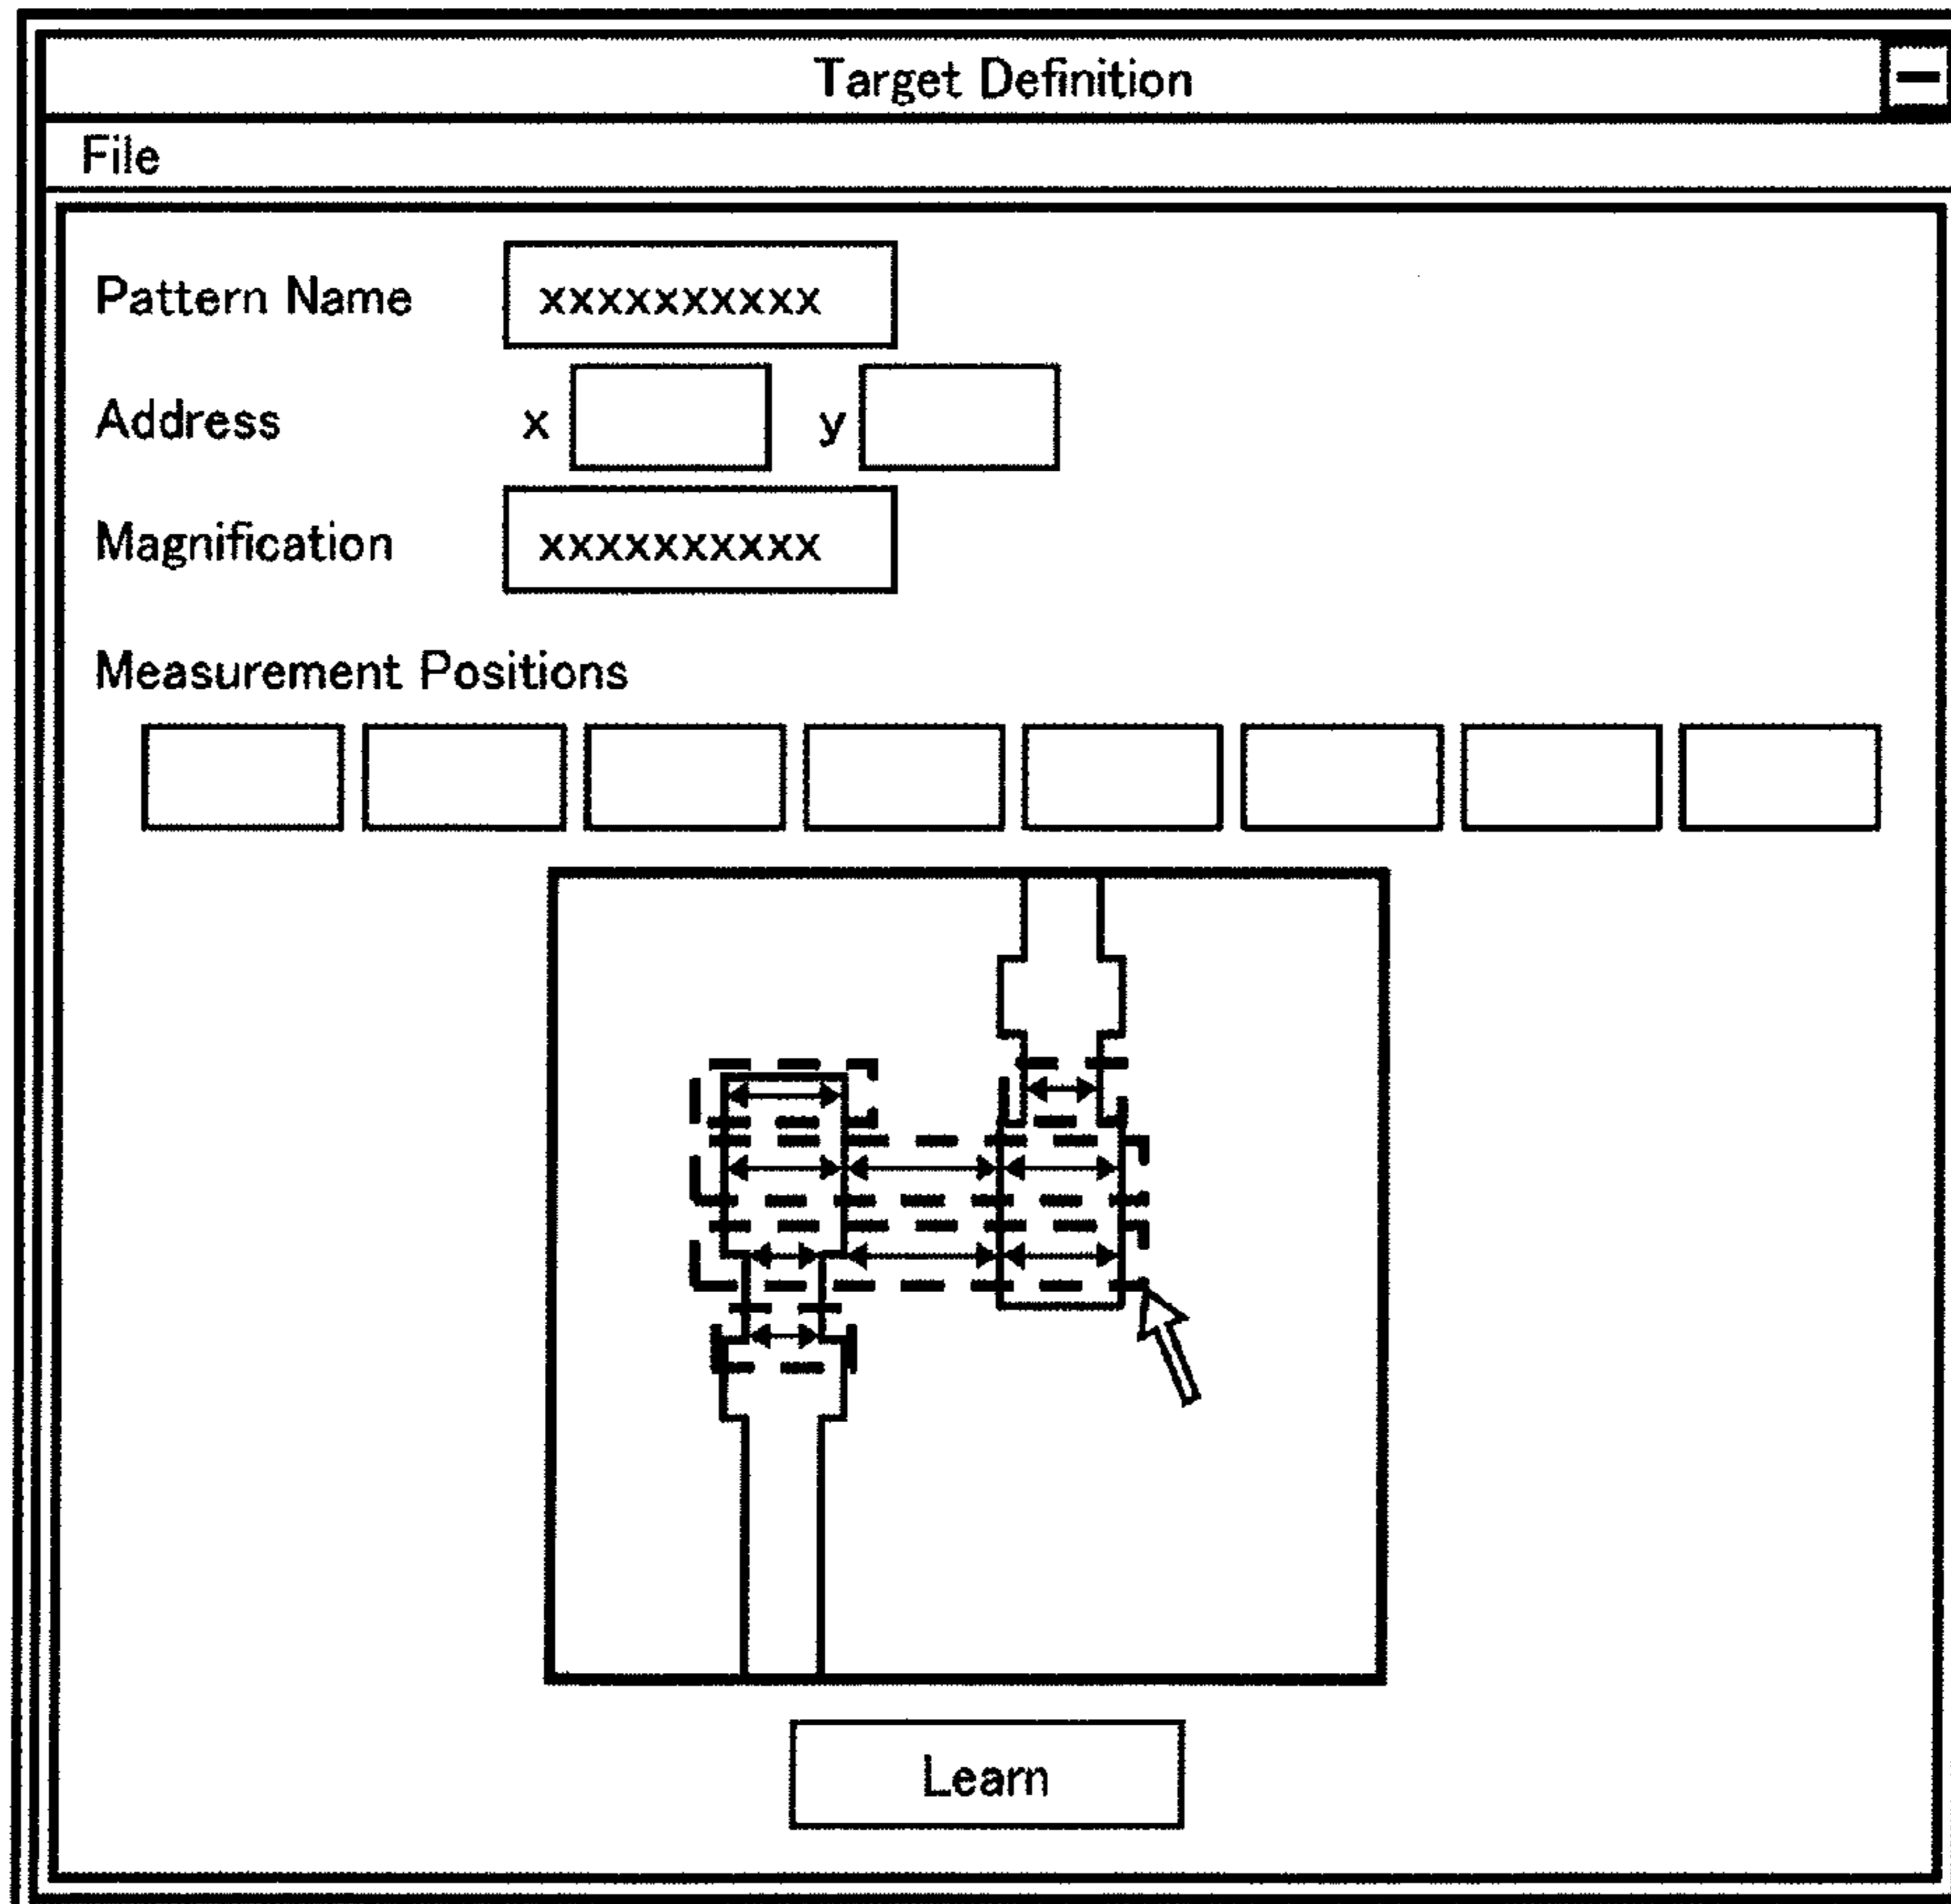 Target Definition
File
Pattern Name xxxxxxxxxx
Address x y
Magnification xxxxxxxxxx
Measurement Positions
Learn